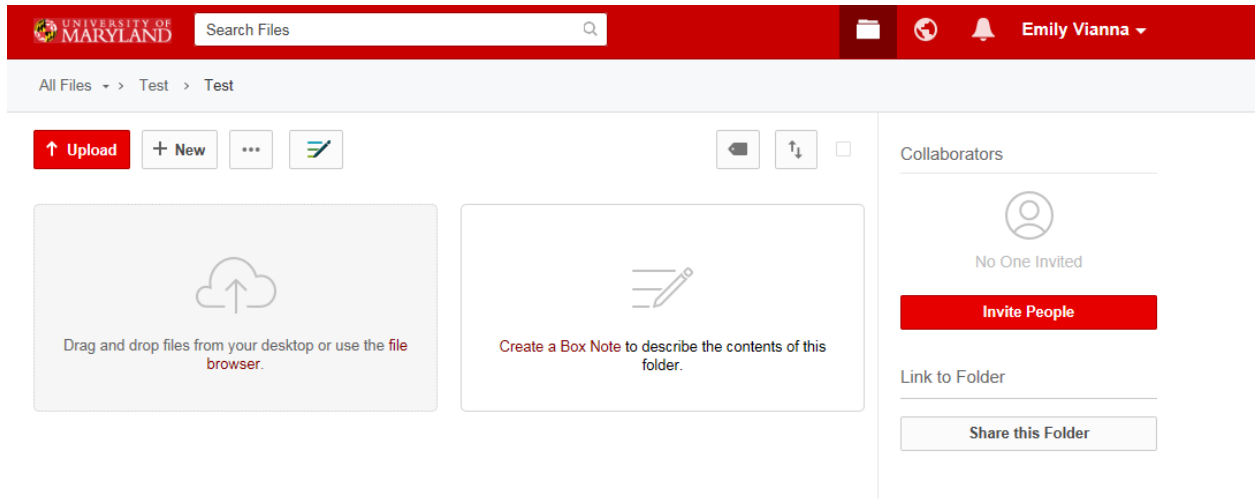 UNIVERSITY OF
MARYLAND
Search Files
Emily Vianna
All Files > Test > Test
Upload
+ New
...
Collaborators
No One Invited
Invite People
Drag and drop files from your desktop or use the file
browser.
Create a Box Note to describe the contents of this
folder.
Link to Folder
Share this Folder